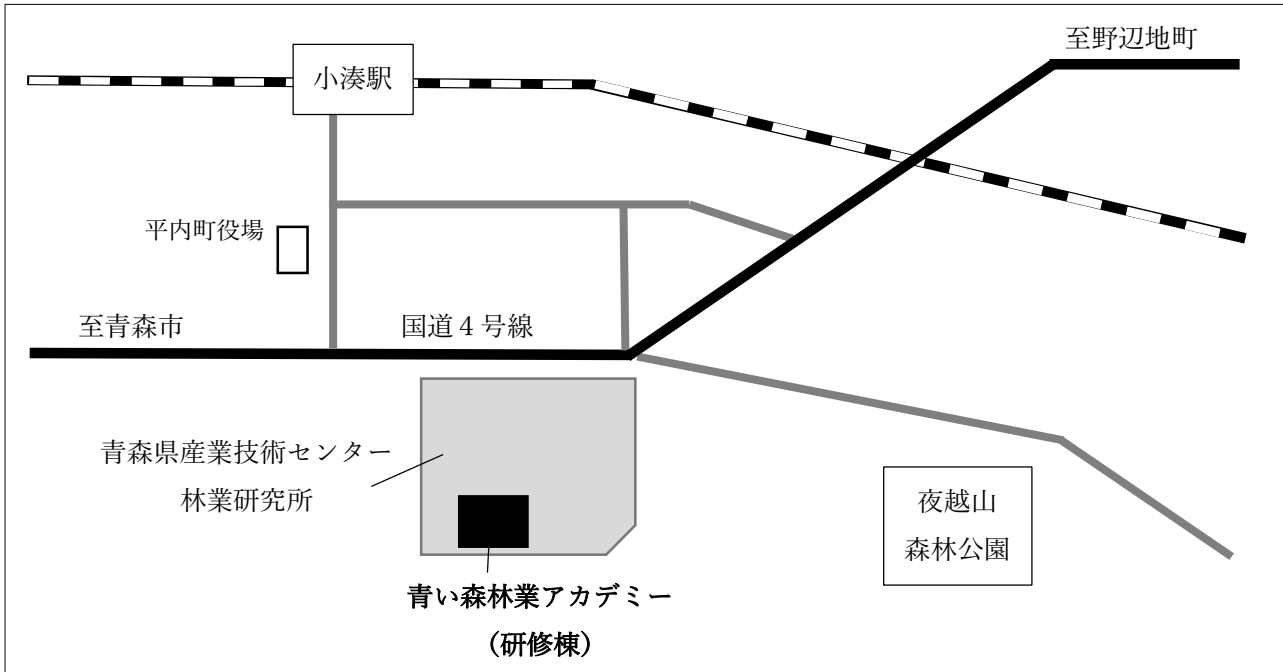 至野辺地町
小湊駅
平内町役場
至青森市
国道４号線
青森県産業技術センター
林業研究所
夜越山
森林公園
青い森林業アカデミー
（研修棟）